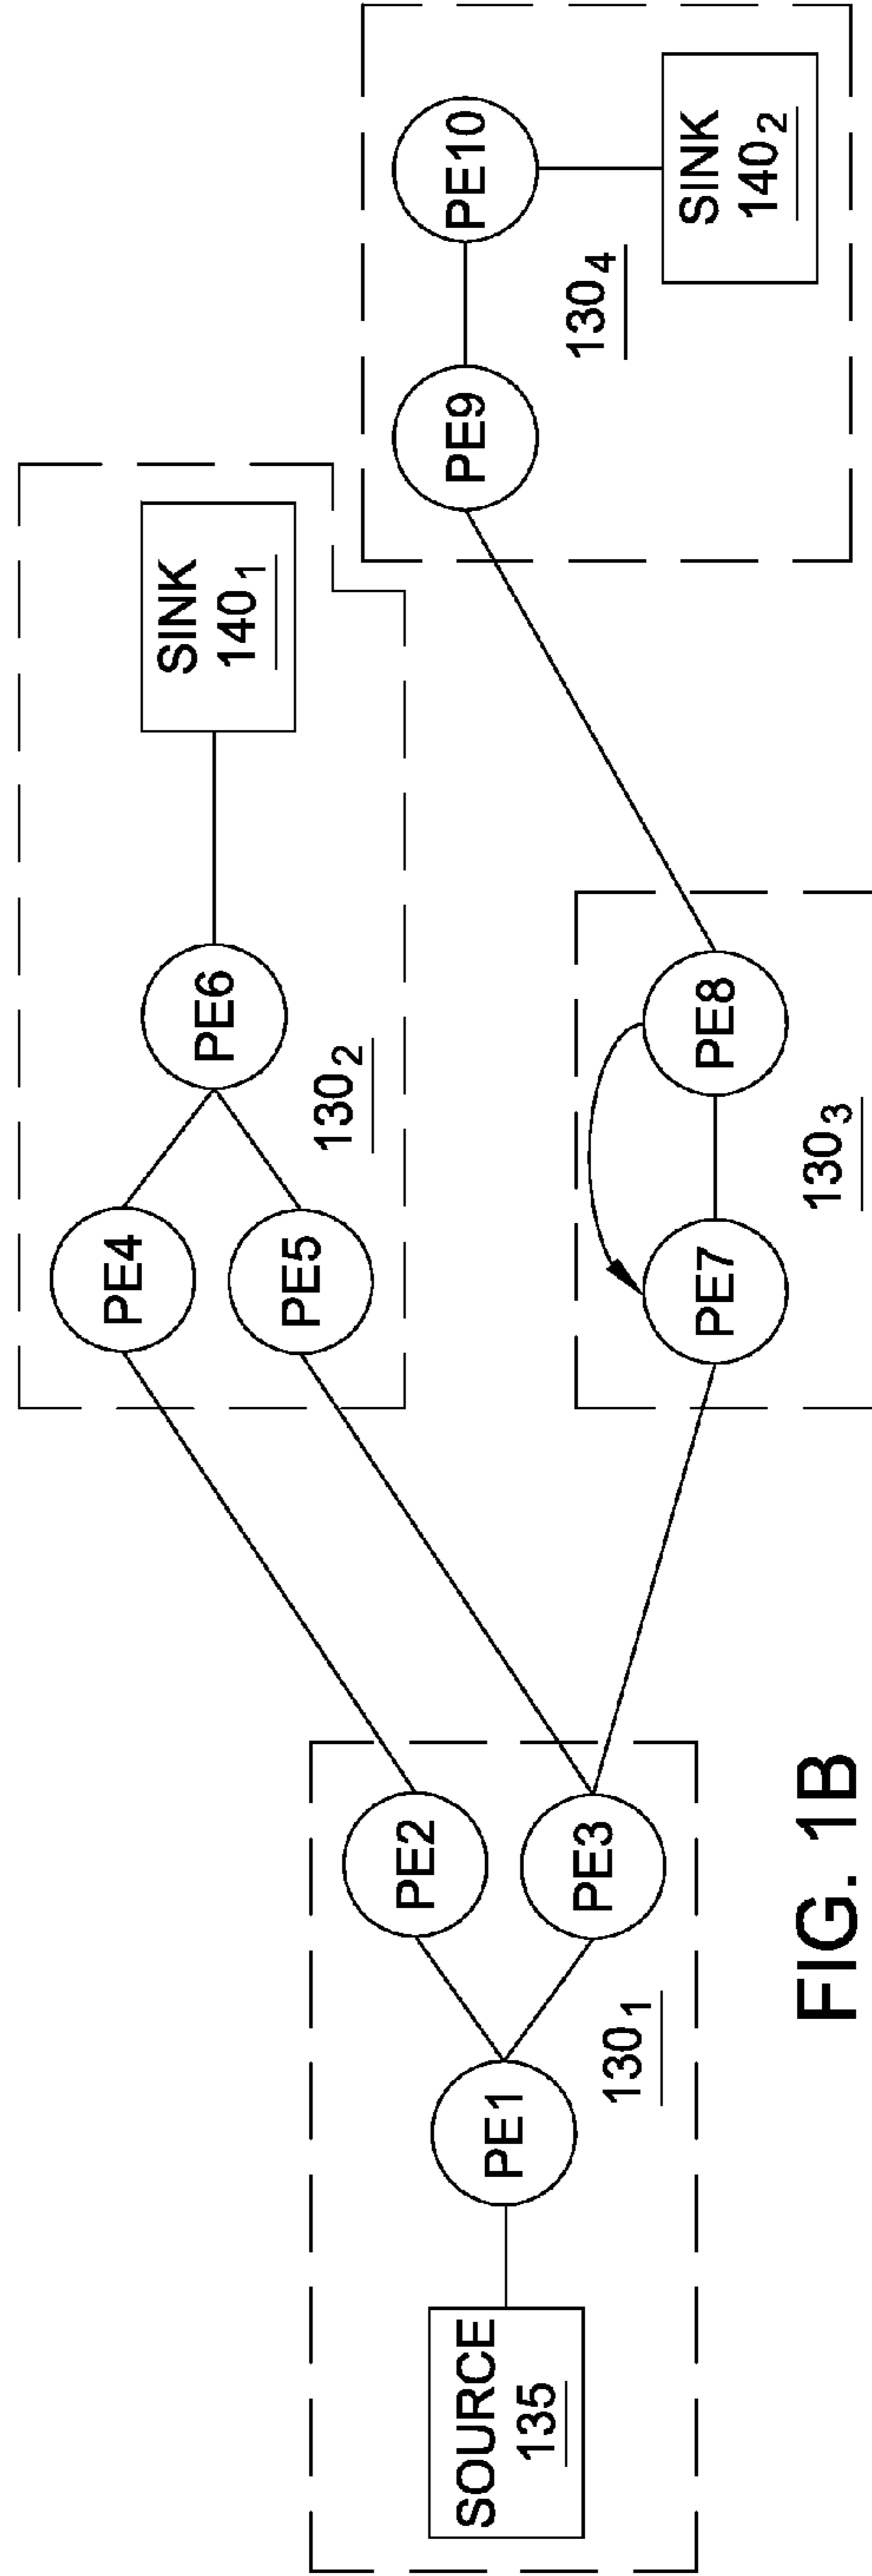 SOURCE
135
PE1
PE2
PE3
130₁
PE4
PE5
PE6
130₂
SINK
140₁
PE7
PE8
130₃
PE9
PE10
130₄
SINK
140₂
FIG. 1B